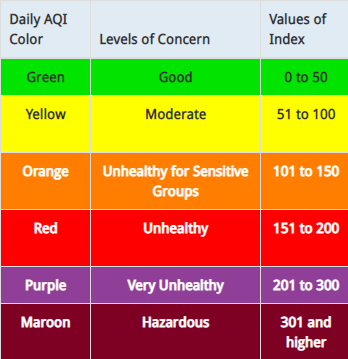 Daily AQI Color Levels of Concern Values of Index
Green Good 0 to 50
Yellow Moderate 51 to 100
Orange Unhealthy for Sensitive Groups 101 to 150
Red Unhealthy 151 to 200
Purple Very Unhealthy 201 to 300
Maroon Hazardous 301 and higher